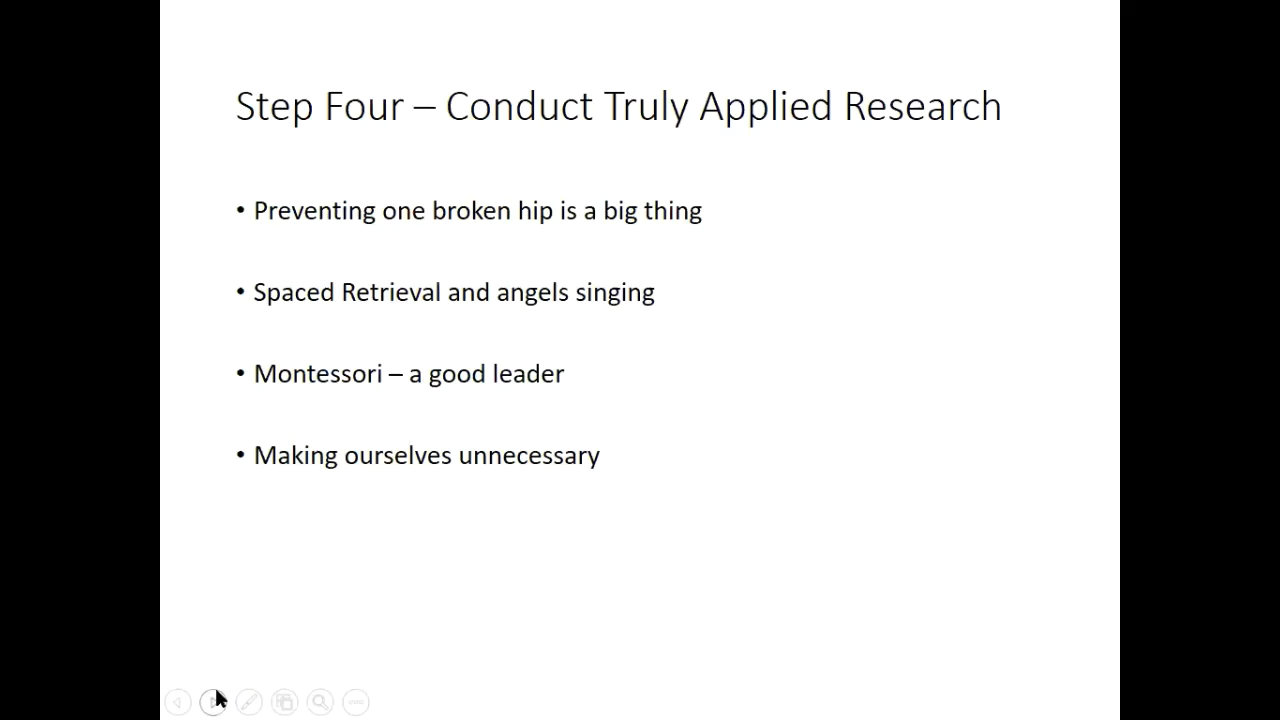 Step Four – Conduct Truly Applied Research
• Preventing one broken hip is a big thing
• Spaced Retrieval and angels singing
• Montessori – a good leader
• Making ourselves unnecessary